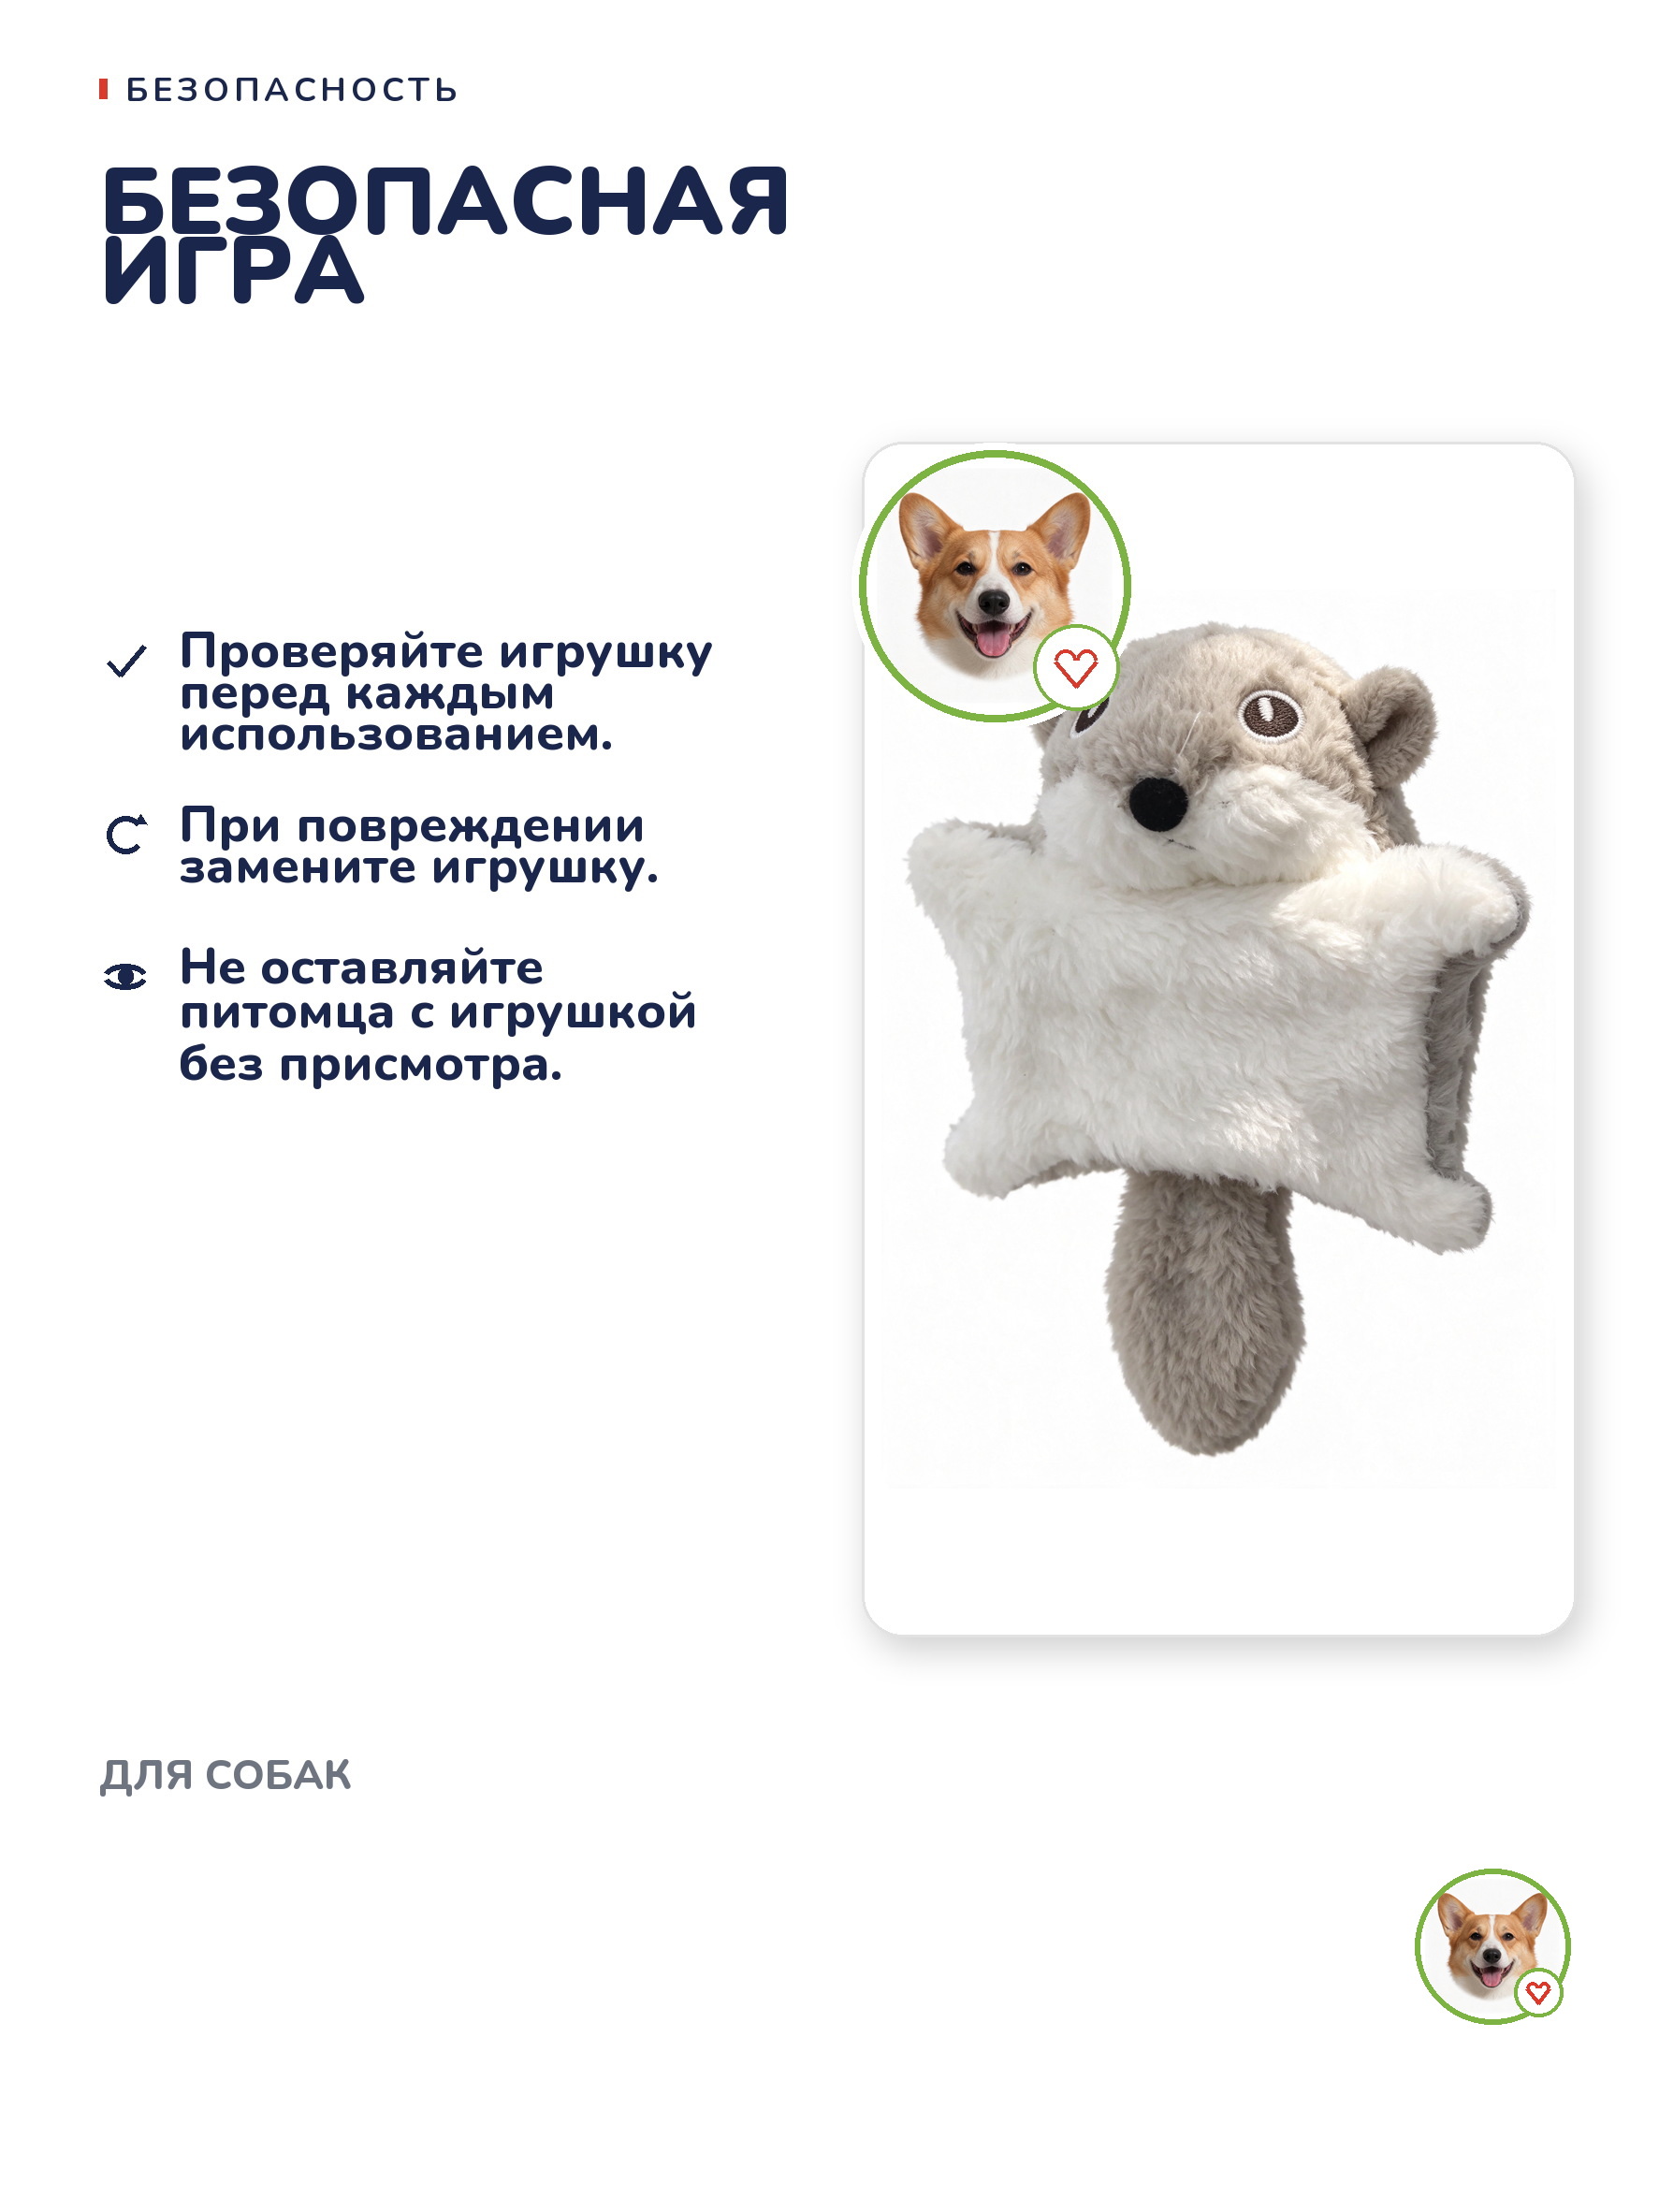 БЕЗОПАСНОСТЬ
БЕЗОПАСНАЯ
ИГРА
Проверяйте игрушку
перед каждым
использованием.
При повреждении
замените игрушку.
Не оставляйте
питомца с игрушкой
без присмотра.
ДЛЯ СОБАК